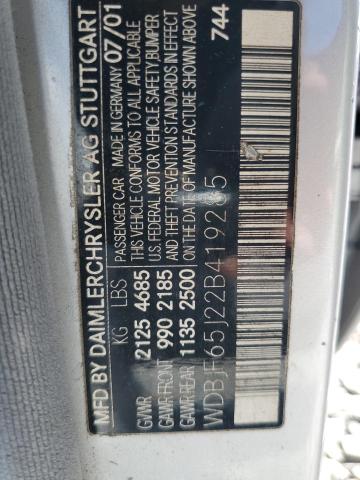 MFD BY DAIMLERCHRYSLER AG STUTTGART
MADE IN GERMANY 07/01
PASSENGER CAR
THIS VEHICLE CONFORMS TO ALL APPLICABLE
U.S. FEDERAL MOTOR VEHICLE SAFETY, BUMPER
AND THEFT PREVENTION STANDARDS IN EFFECT
ON THE DATE OF MANUFACTURE SHOWN ABOVE
KG LBS
GVWR 2125 4685
GAWR FRONT 990 2185
GAWR REAR 1135 2500
744